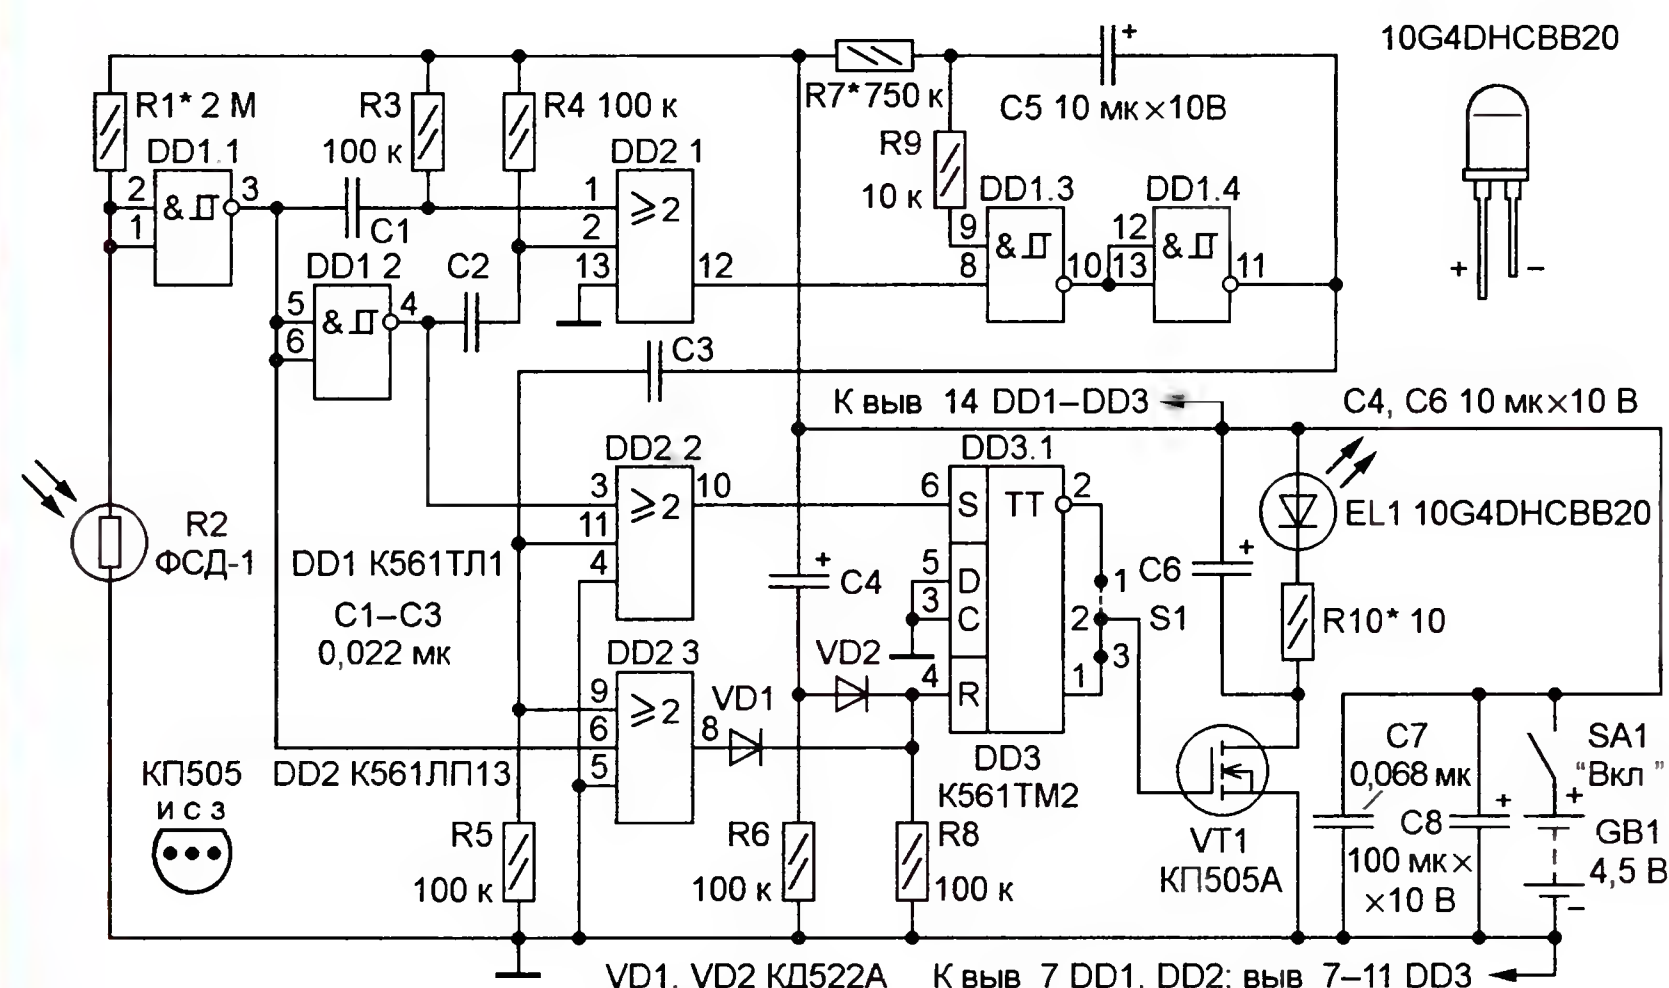 10G4DHCBB20
R1* 2 М
R3
100 к
R4 100 к
R7*750 к
C5 10 мк×10В
+
DD1.1
2
1
& 
3
C1
DD1 2
5
6
&
4
C2
DD2 1
1
2
13
≥2
12
R9
10 к
DD1.3
9
8
&
10
DD1.4
12
13
&
11
+
–
C3
К выв 14 DD1–DD3
C4, C6 10 мк×10 В
R2
ФСД-1
DD1 К561ТЛ1
C1–C3
0,022 мк
DD2 2
3
11
4
≥2
10
DD2 3
9
6
5
≥2
8
VD1
VD2
+
C4
DD3.1
6
5
3
4
S
D
C
R
TT
2
1
DD3
К561ТМ2
1
2
3
S1
C6
+
EL1 10G4DHCBB20
R10* 10
КП505
И С З
DD2 К561ЛП13
R5
100 к
R6
100 к
R8
100 к
VT1
КП505А
C7
0,068 мк
C8
+
100 мк×
×10 В
SA1
“Вкл ”
+
GB1
4,5 В
–
VD1, VD2 КД522А
К выв 7 DD1, DD2; выв 7–11 DD3